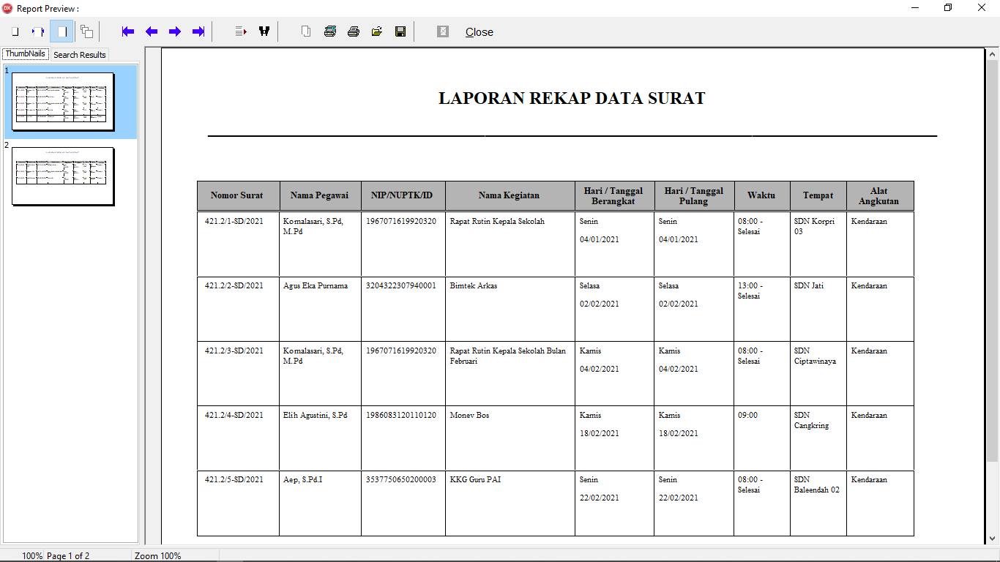 Report Preview :
Close
ThumbNails Search Results
1
2
LAPORAN REKAP DATA SURAT
Nomor Surat Nama Pegawai NIP/NUPTK/ID Nama Kegiatan Hari / Tanggal Berangkat Hari / Tanggal Pulang Waktu Tempat Alat Angkutan
421.2/1-SD/2021 Komalasari, S.Pd, M.Pd 1967071619920320 Rapat Rutin Kepala Sekolah Senin 04/01/2021 Senin 04/01/2021 08:00 - Selesai SDN Korpri 03 Kendaraan
421.2/2-SD/2021 Agus Eka Purnama 3204322307940001 Bimtek Arkas Selasa 02/02/2021 Selasa 02/02/2021 13:00 - Selesai SDN Jati Kendaraan
421.2/3-SD/2021 Komalasari, S.Pd, M.Pd 1967071619920320 Rapat Rutin Kepala Sekolah Bulan Februari Kamis 04/02/2021 Kamis 04/02/2021 08:00 - Selesai SDN Ciptawinaya Kendaraan
421.2/4-SD/2021 Elih Agustini, S.Pd 1986083120110120 Monev Bos Kamis 18/02/2021 Kamis 18/02/2021 09:00 SDN Cangkring Kendaraan
421.2/5-SD/2021 Aep, S.Pd.I 3537750650200003 KKG Guru PAI Senin 22/02/2021 Senin 22/02/2021 08:00 - Selesai SDN Baleendah 02 Kendaraan
100% Page 1 of 2 Zoom 100%